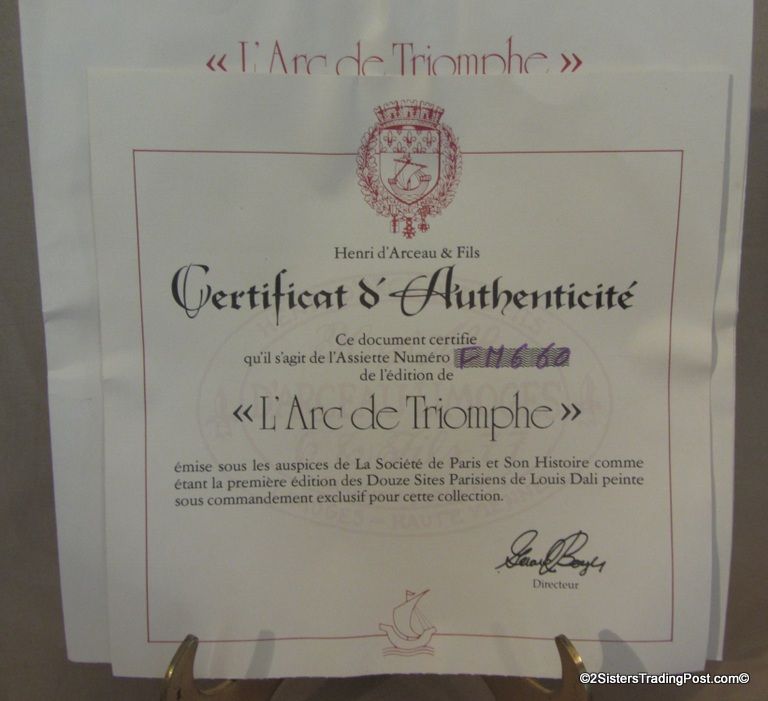 « L'Arc de Triomphe »
Henri d'Arceau & Fils
Certificat d'Authenticité
Ce document certifie
qu'il s'agit de l'Assiette Numéro
de l'édition de
« L'Arc de Triomphe »
émise sous les auspices de La Société de Paris et Son Histoire comme
étant la première édition des Douze Sites Parisiens de Louis Dali peinte
sous commandement exclusif pour cette collection.
Directeur
©2SistersTradingPost.com©